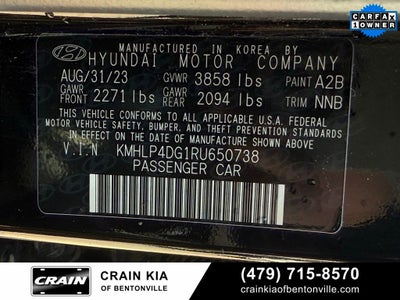 CARFAX
1 OWNER
MANUFACTURED IN KOREA BY
HYUNDAI MOTOR COMPANY
AUG/31/23 GVWR 3858 lbs PAINT A2B
GAWR FRONT 2271 lbs GAWR REAR 2094 lbs TRIM NNB
THIS VEHICLE CONFORMS TO ALL APPLICABLE U.S.A. FEDERAL
MOTOR VEHICLE SAFETY, BUMPER, AND THEFT PREVENTION STANDARDS
IN EFFECT ON THE DATE OF MANUFACTURE SHOWN ABOVE.
V.I.N KMHLP4DG1RU650738
PASSENGER CAR
CRAIN
CRAIN KIA
OF BENTONVILLE
(479) 715-8570
crainkiaofbentonville.com